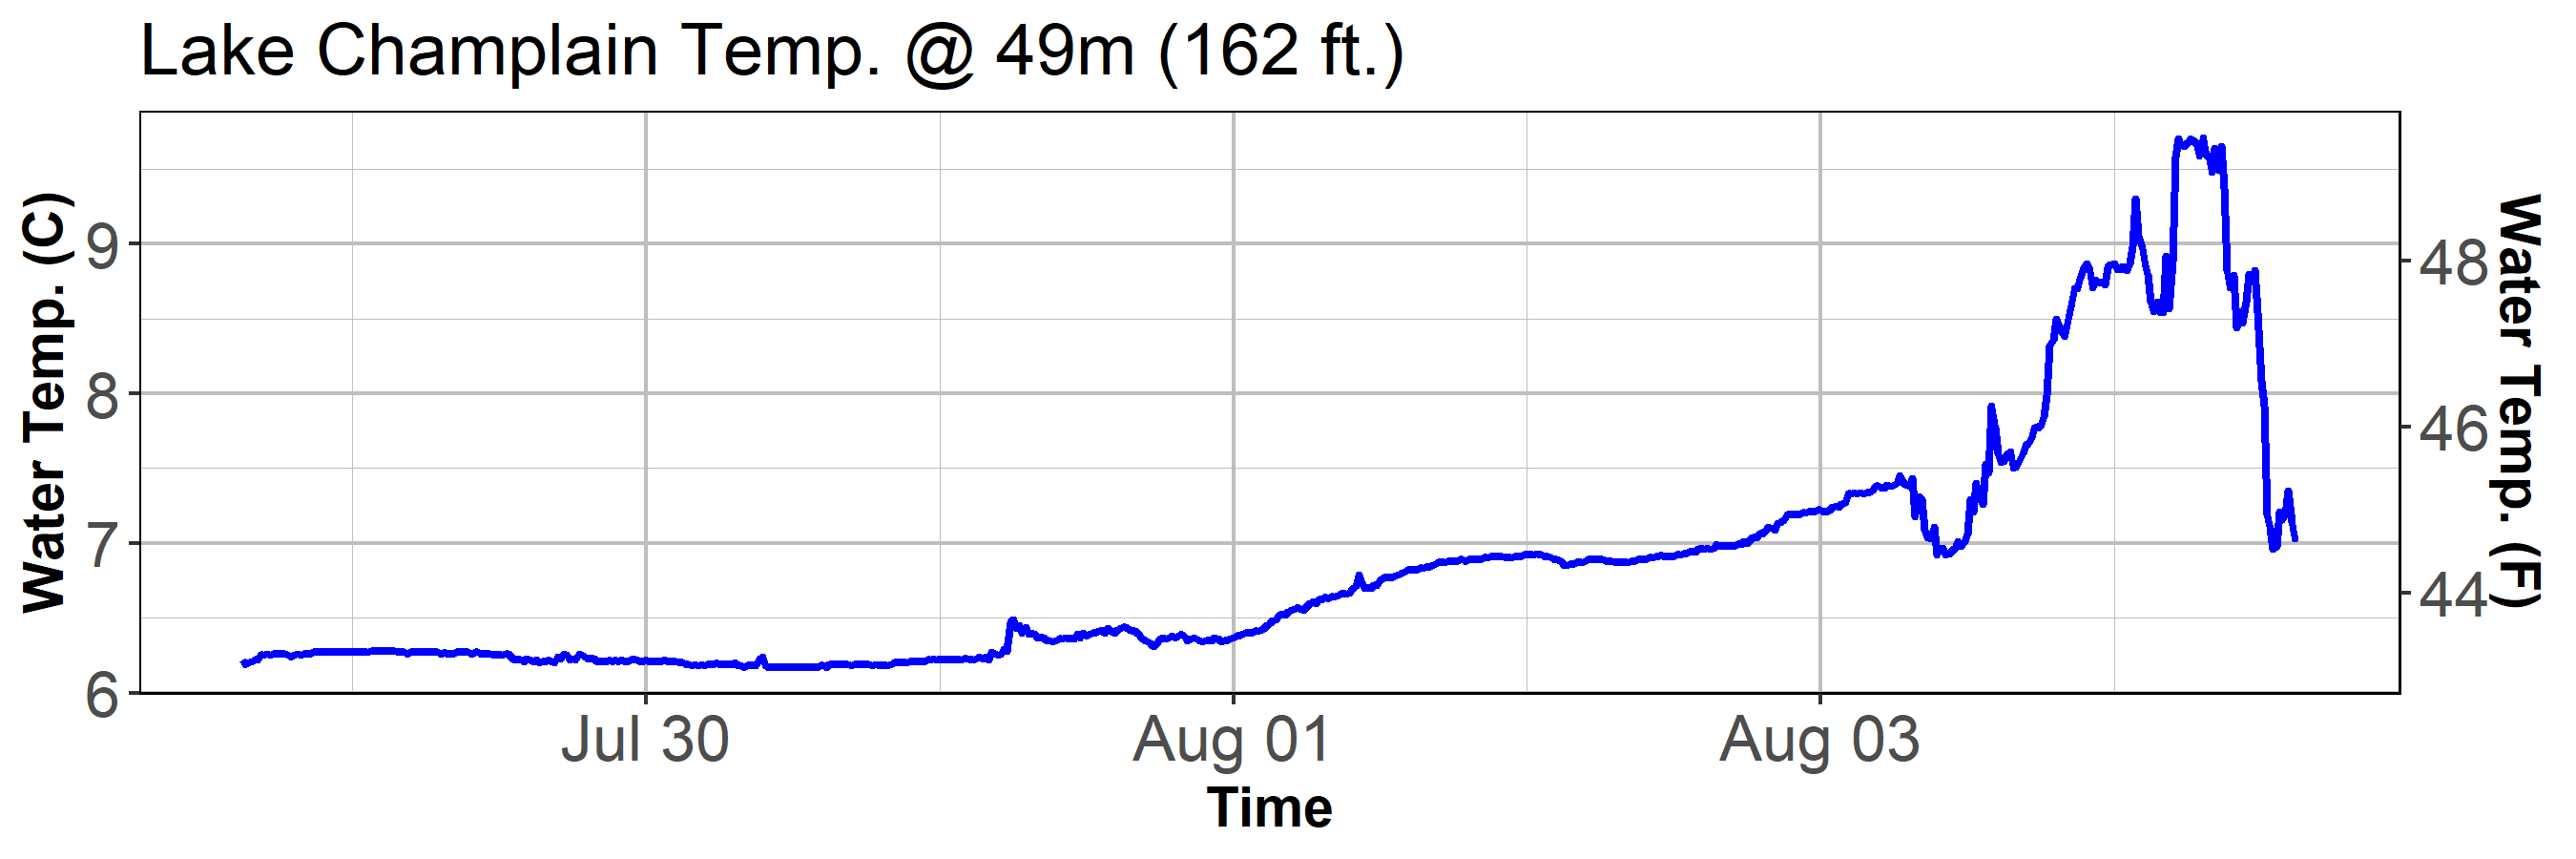 Lake Champlain Temp. @ 49m (162 ft.)
Water Temp. (C)
9
8
7
6
48
46
44
Water Temp. (F)
Jul 30
Aug 01
Aug 03
Time